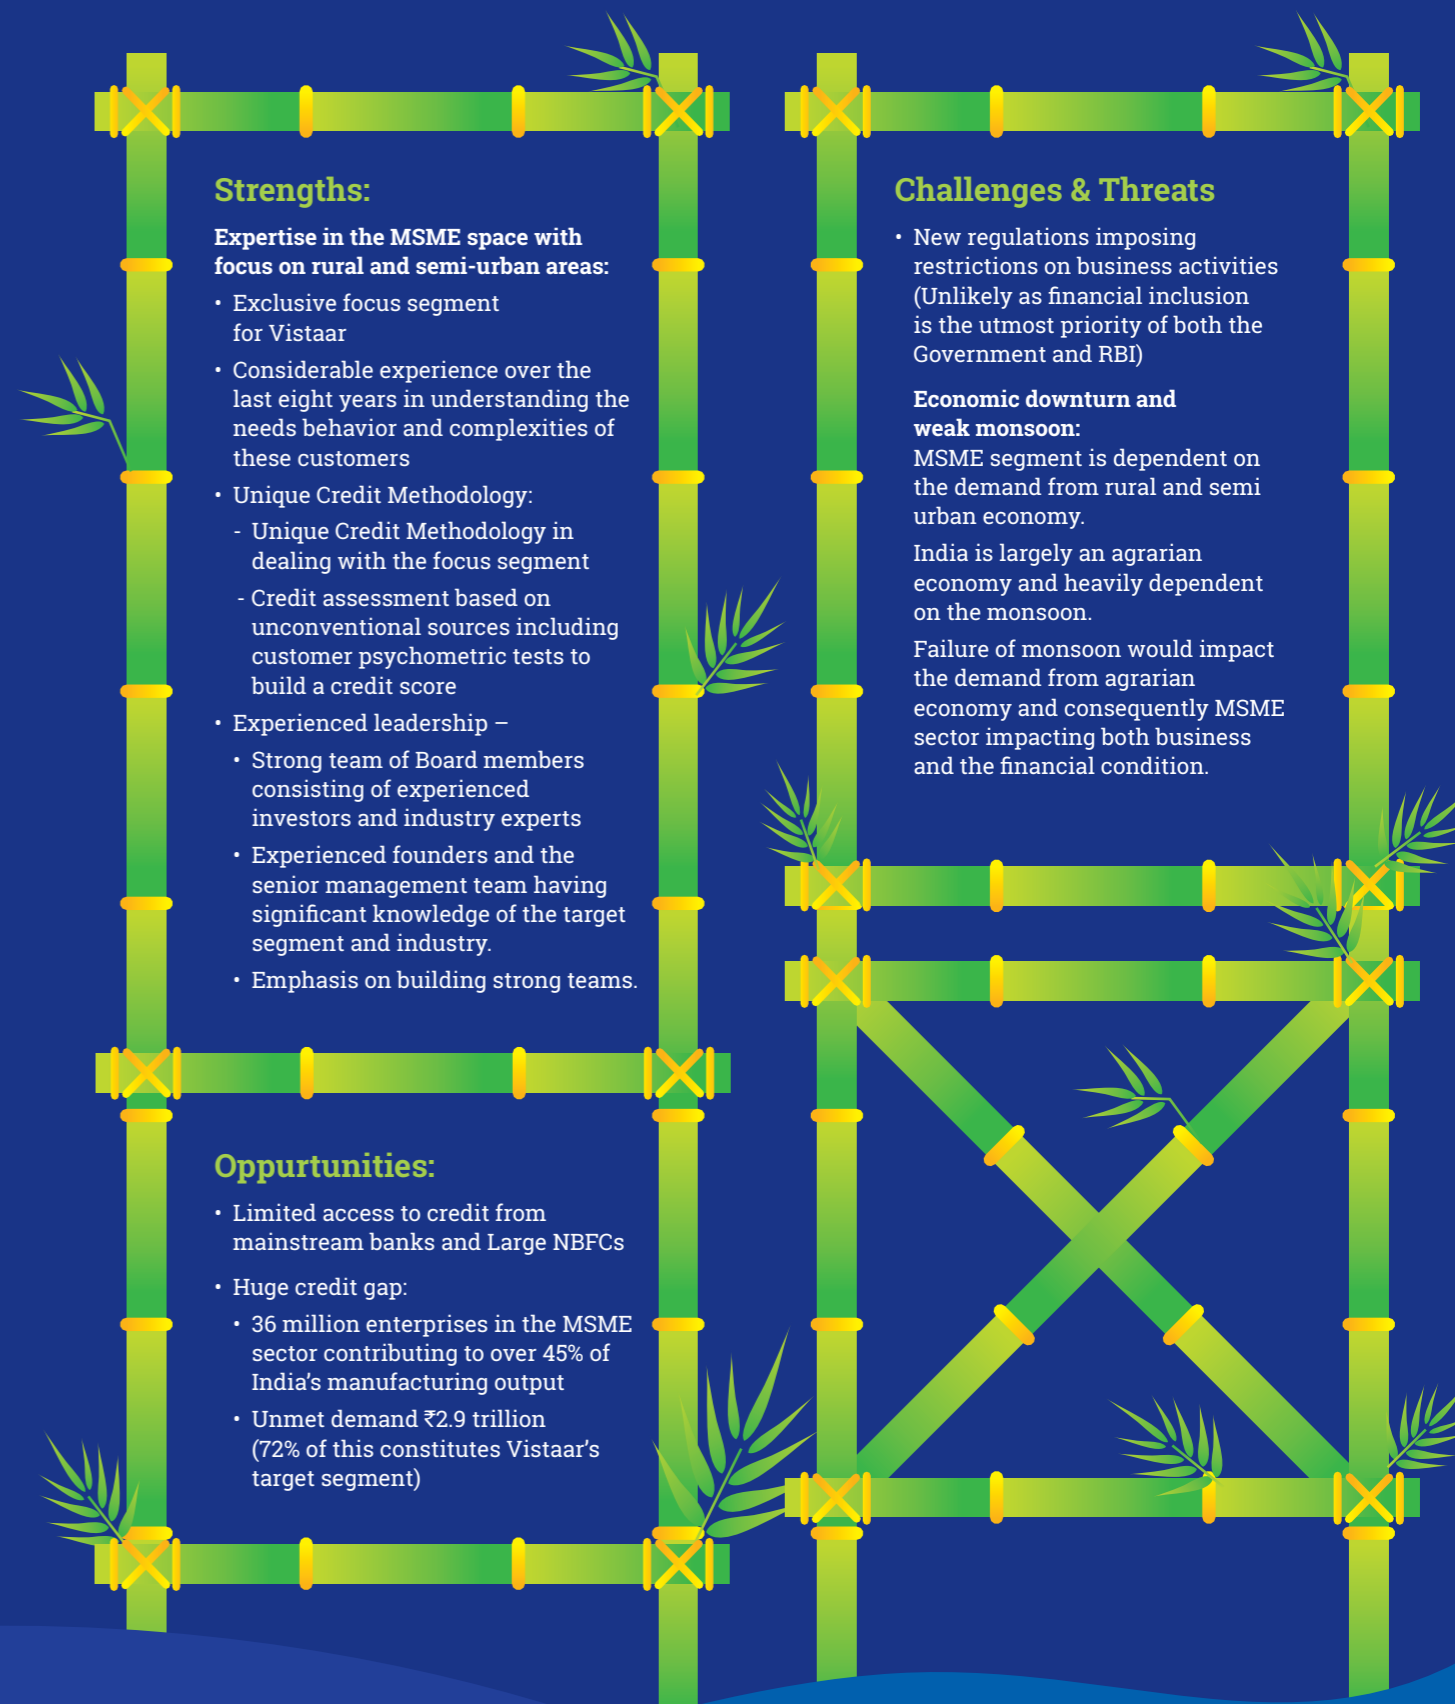 Strengths:
Expertise in the MSME space with
focus on rural and semi-urban areas:
• Exclusive focus segment
for Vistaar
• Considerable experience over the
last eight years in understanding the
needs behavior and complexities of
these customers
• Unique Credit Methodology:
- Unique Credit Methodology in
dealing with the focus segment
- Credit assessment based on
unconventional sources including
customer psychometric tests to
build a credit score
• Experienced leadership –
• Strong team of Board members
consisting of experienced
investors and industry experts
• Experienced founders and the
senior management team having
significant knowledge of the target
segment and industry.
• Emphasis on building strong teams.
Oppurtunities:
• Limited access to credit from
mainstream banks and Large NBFCs
• Huge credit gap:
• 36 million enterprises in the MSME
sector contributing to over 45% of
India's manufacturing output
• Unmet demand ₹2.9 trillion
(72% of this constitutes Vistaar's
target segment)
Challenges & Threats
• New regulations imposing
restrictions on business activities
(Unlikely as financial inclusion
is the utmost priority of both the
Government and RBI)
Economic downturn and
weak monsoon:
MSME segment is dependent on
the demand from rural and semi
urban economy.
India is largely an agrarian
economy and heavily dependent
on the monsoon.
Failure of monsoon would impact
the demand from agrarian
economy and consequently MSME
sector impacting both business
and the financial condition.